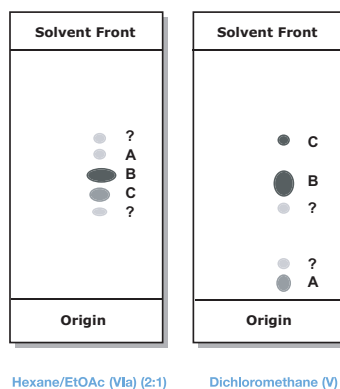 Solvent Front
?
A
B
C
?
Origin
Hexane/EtOAc (VIa) (2:1)
Solvent Front
C
B
?
?
A
Origin
Dichloromethane (V)